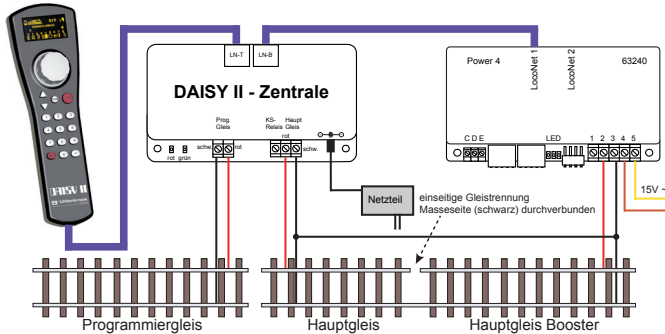 LN-T
LN-B
DAISY II - Zentrale
Prog.
Gleis
KS-
Relais
Haupt
Gleis
rot
schw.
rot
schw.
rot grün
Power 4
LocoNet 1
LocoNet 2
63240
C D E
LED
1 2 3 4 5
15V ~
Netzteil
einseitige Gleistrennung
Masseseite (schwarz) durchverbunden
DAISY II
Uhlenbrock
Programmiergleis
Hauptgleis
Hauptgleis Booster